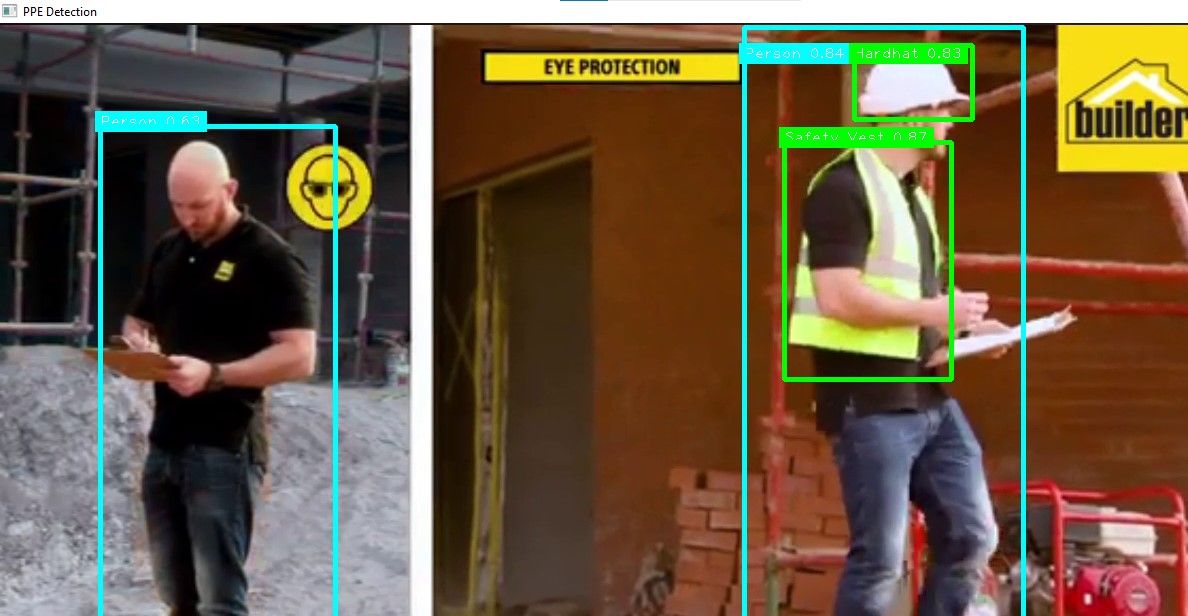 PPE Detection
EYE PROTECTION
Person 0.84
Hardhat 0.83
builder
Person 0.63
Safety Vest 0.87